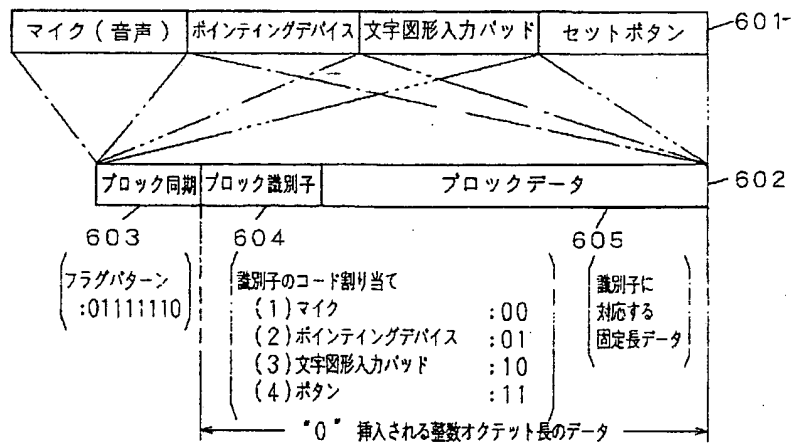 マイク(音声) ポインティングデバイス 文字図形入力パッド セットボタン 601
ブロック同期 ブロック識別子 ブロックデータ 602
603 604 605
フラグパターン
:01111110
識別子のコード割り当て
(1)マイク :00
(2)ポインティングデバイス :01
(3)文字図形入力パッド :10
(4)ボタン :11
識別子に
対応する
固定長データ
"0" 挿入される整数オクテット長のデータ